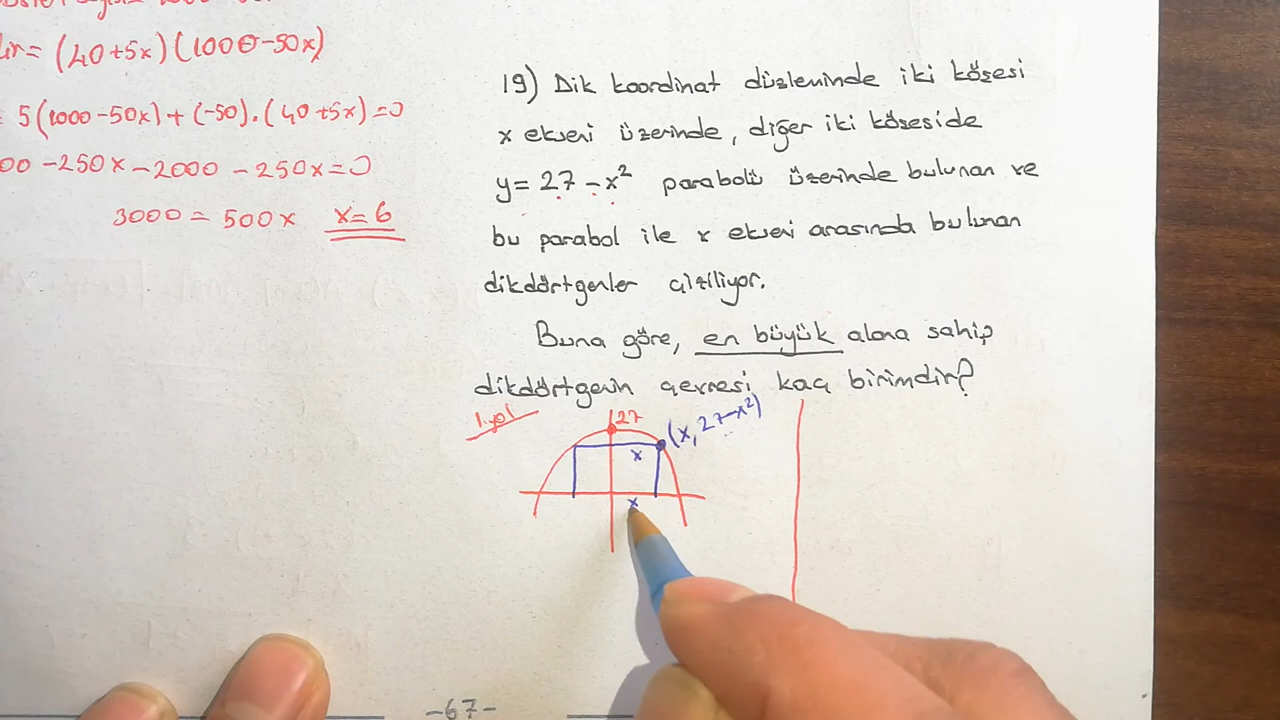 = (40+5x)(1000-50x)
= 5(1000-50x)+(-50).(40+5x)=0
00 -250x -2000 -250x=0
3000 = 500x x=6
19) Dik koordinat düzleminde iki köşesi
x ekseni üzerinde, diğer iki köşeside
y= 27-x² parabolü üzerinde bulunan ve
bu parabol ile x ekseni arasında bulunan
dikdörtgenler çiziliyor.
Buna göre, en büyük alana sahip
dikdörtgenin çevresi kaç birimdir?
1.yol
27
(x, 27-x²)
x
x
-67-